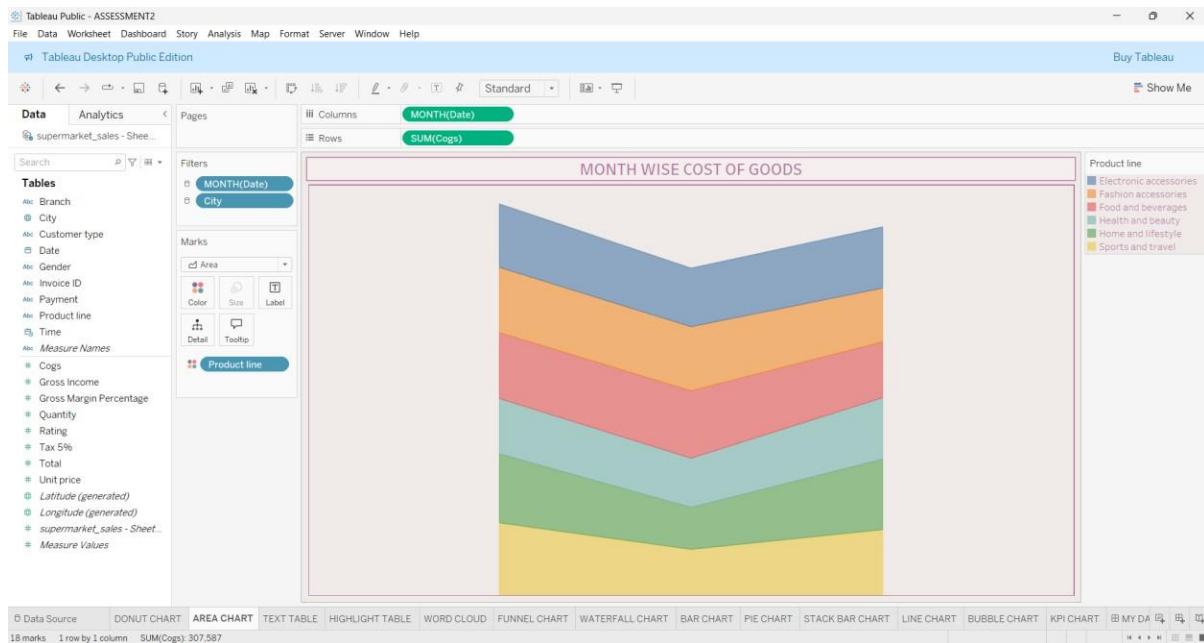 Tableau Public - ASSESSMENT2
File Data Worksheet Dashboard Story Analysis Map Format Server Window Help
Tableau Desktop Public Edition
Buy Tableau
Standard
Show Me
Data Analytics
supermarket_sales - Shee...
Search
Tables
Abc Branch
City
Abc Customer type
Date
Abc Gender
Abc Invoice ID
Abc Payment
Abc Product line
Time
Abc Measure Names
# Cogs
# Gross Income
# Gross Margin Percentage
# Quantity
# Rating
# Tax 5%
# Total
# Unit price
Latitude (generated)
Longitude (generated)
# supermarket_sales - Sheet...
# Measure Values
Pages
Filters
MONTH(Date)
City
Marks
Area
Color Size Label
Detail Tooltip
Product line
Columns MONTH(Date)
Rows SUM(Cogs)
MONTH WISE COST OF GOODS
Product line
Electronic accessories
Fashion accessories
Food and beverages
Health and beauty
Home and lifestyle
Sports and travel
Data Source DONUT CHART AREA CHART TEXT TABLE HIGHLIGHT TABLE WORD CLOUD FUNNEL CHART WATERFALL CHART BAR CHART PIE CHART STACK BAR CHART LINE CHART BUBBLE CHART KPI CHART MY DA
18 marks 1 row by 1 column SUM(Cogs): 307,587